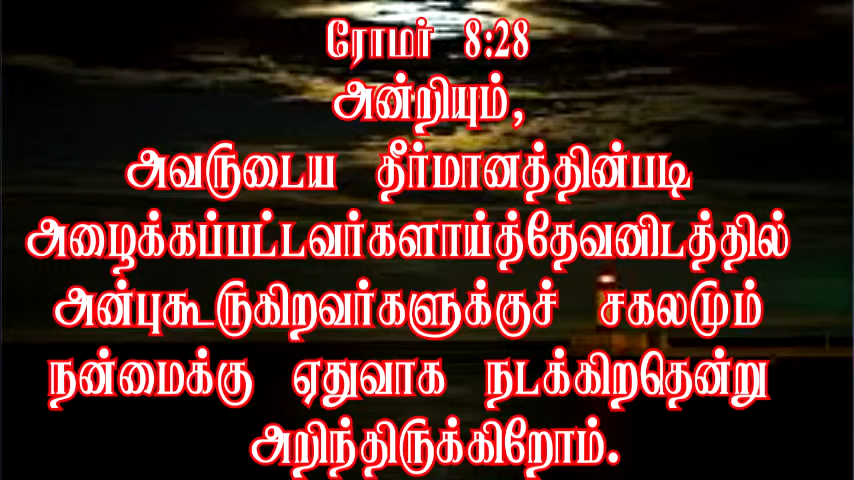 ரோமர் 8:28
அன்றியும்,
அவருடைய தீர்மானத்தின்படி
அழைக்கப்பட்டவர்களாய்த்தேவனிடத்தில்
அன்புகூருகிறவர்களுக்குச் சகலமும்
நன்மைக்கு ஏதுவாக நடக்கிறதென்று
அறிந்திருக்கிறோம்.